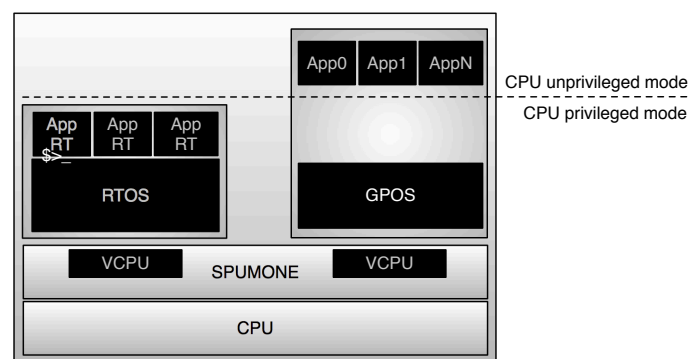 App0 App1 AppN
CPU unprivileged mode
CPU privileged mode
App RT
App RT
App RT
$>_
RTOS
GPOS
VCPU
SPUMONE
VCPU
CPU